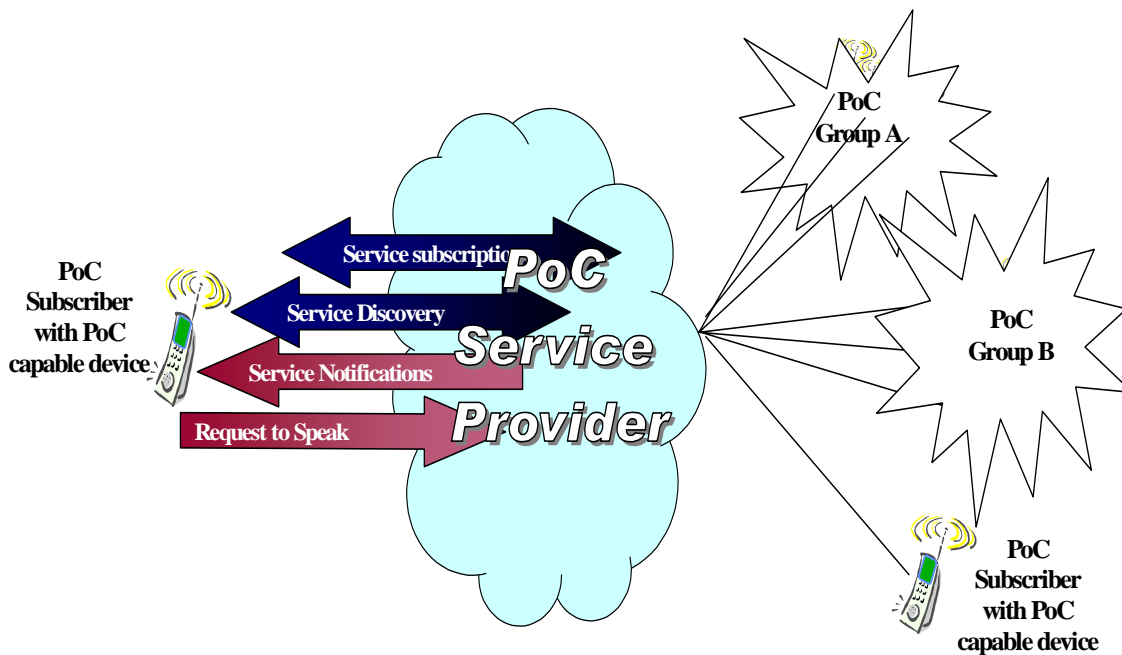 PoC
Group A
Service subscription
PoC
PoC
Subscriber
with PoC
capable device
Service Discovery
Service
Service Notifications
Provider
Request to Speak
PoC
Group B
PoC
Subscriber
with PoC
capable device